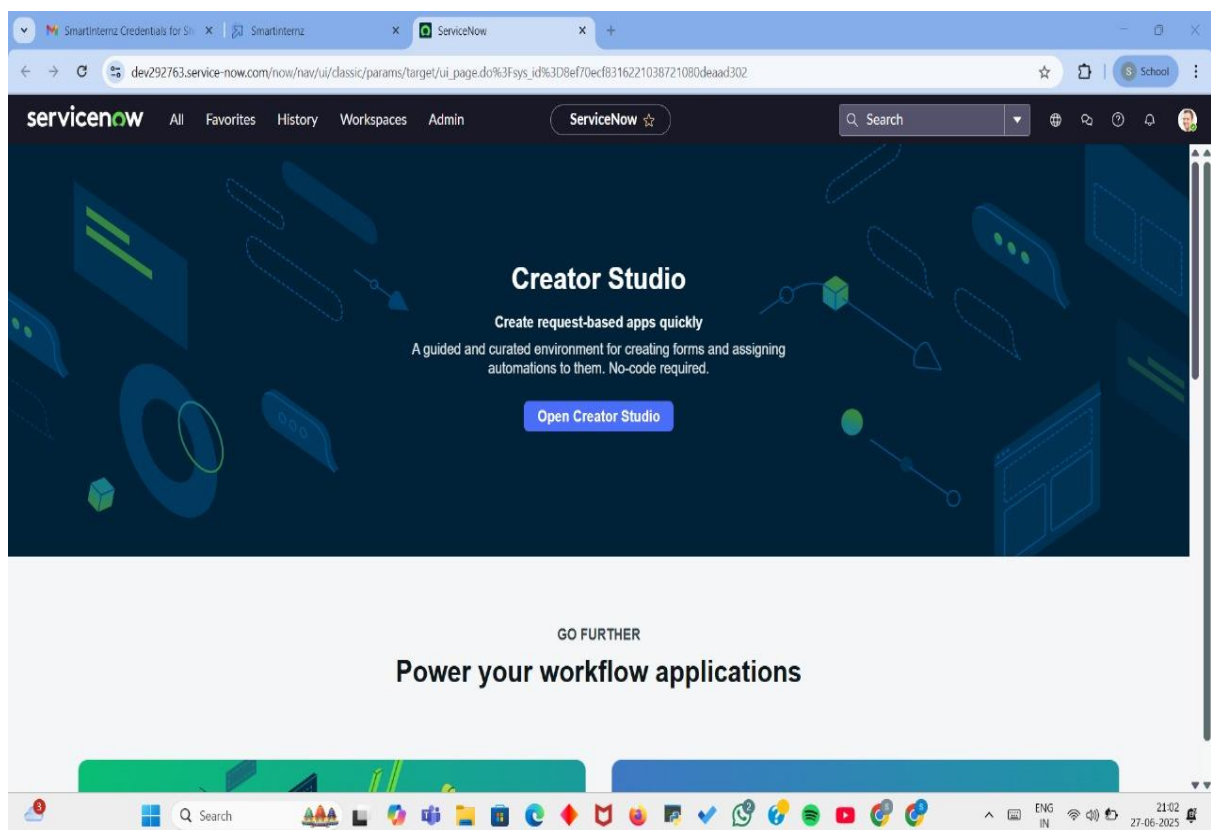 SmartInternz Credentials for Sm
Smartinternz
ServiceNow
dev292763.service-now.com/now/nav/ui/classic/params/target/ui_page.do%3Fsys_id%3D8ef70ecf8316221038721080deaad302
S School
servicenow All Favorites History Workspaces Admin ServiceNow Search
Creator Studio
Create request-based apps quickly
A guided and curated environment for creating forms and assigning
automations to them. No-code required.
Open Creator Studio
GO FURTHER
Power your workflow applications
3 Search 2 ENG 21:02
IN 27-06-2025